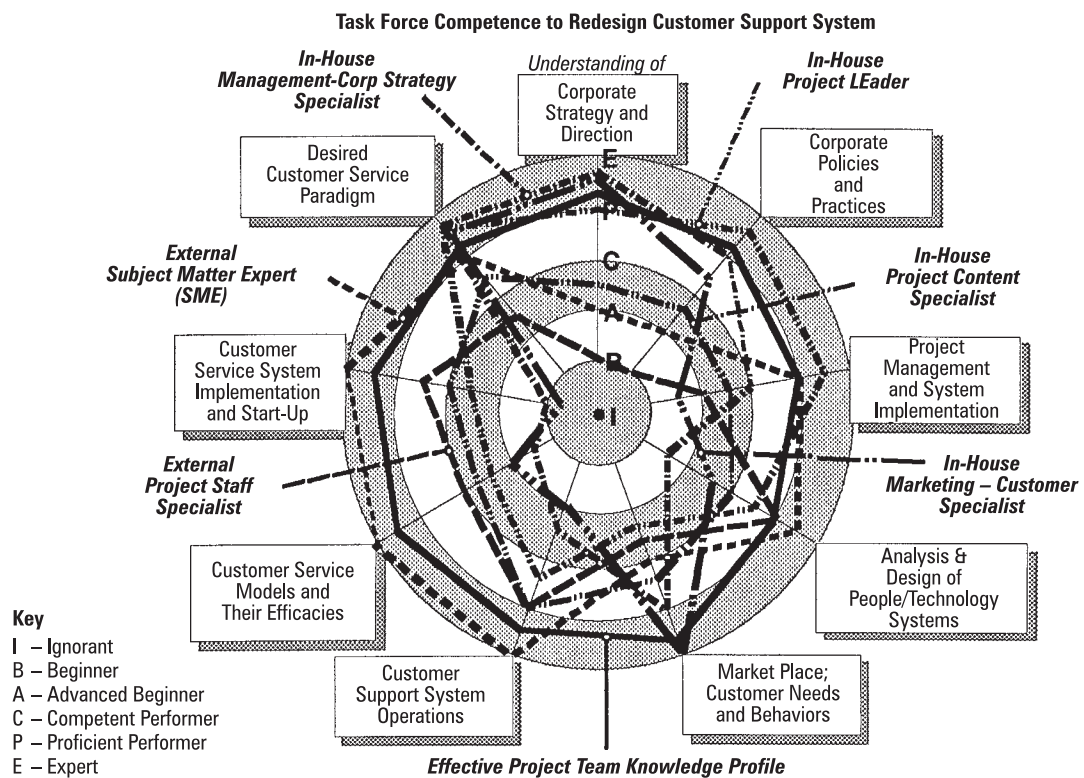 Task Force Competence to Redesign Customer Support System
In-House
Management-Corp Strategy
Specialist
Understanding of
Corporate
Strategy and
Direction
In-House
Project LEader
Desired
Customer Service
Paradigm
Corporate
Policies
and
Practices
External
Subject Matter Expert
(SME)
In-House
Project Content
Specialist
E
P
C
A
B
I
Customer
Service System
Implementation
and Start-Up
Project
Management
and System
Implementation
External
Project Staff
Specialist
In-House
Marketing – Customer
Specialist
Customer Service
Models and
Their Efficacies
Analysis &
Design of
People/Technology
Systems
Customer
Support System
Operations
Market Place;
Customer Needs
and Behaviors
Key
I – Ignorant
B – Beginner
A – Advanced Beginner
C – Competent Performer
P – Proficient Performer
E – Expert
Effective Project Team Knowledge Profile